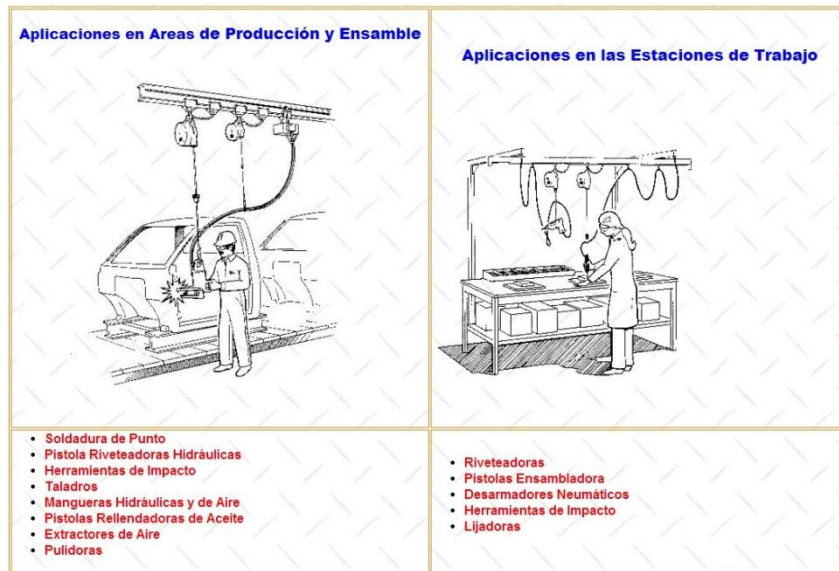 Aplicaciones en Areas de Producción y Ensamble
Aplicaciones en las Estaciones de Trabajo
Soldadura de Punto
Pistola Riveteadoras Hidráulicas
Herramientas de Impacto
Taladros
Mangueras Hidráulicas y de Aire
Pistolas Rellendadoras de Aceite
Extractores de Aire
Pulidoras
Riveteadoras
Pistolas Ensambladora
Desarmadores Neumáticos
Herramientas de Impacto
Lijadoras